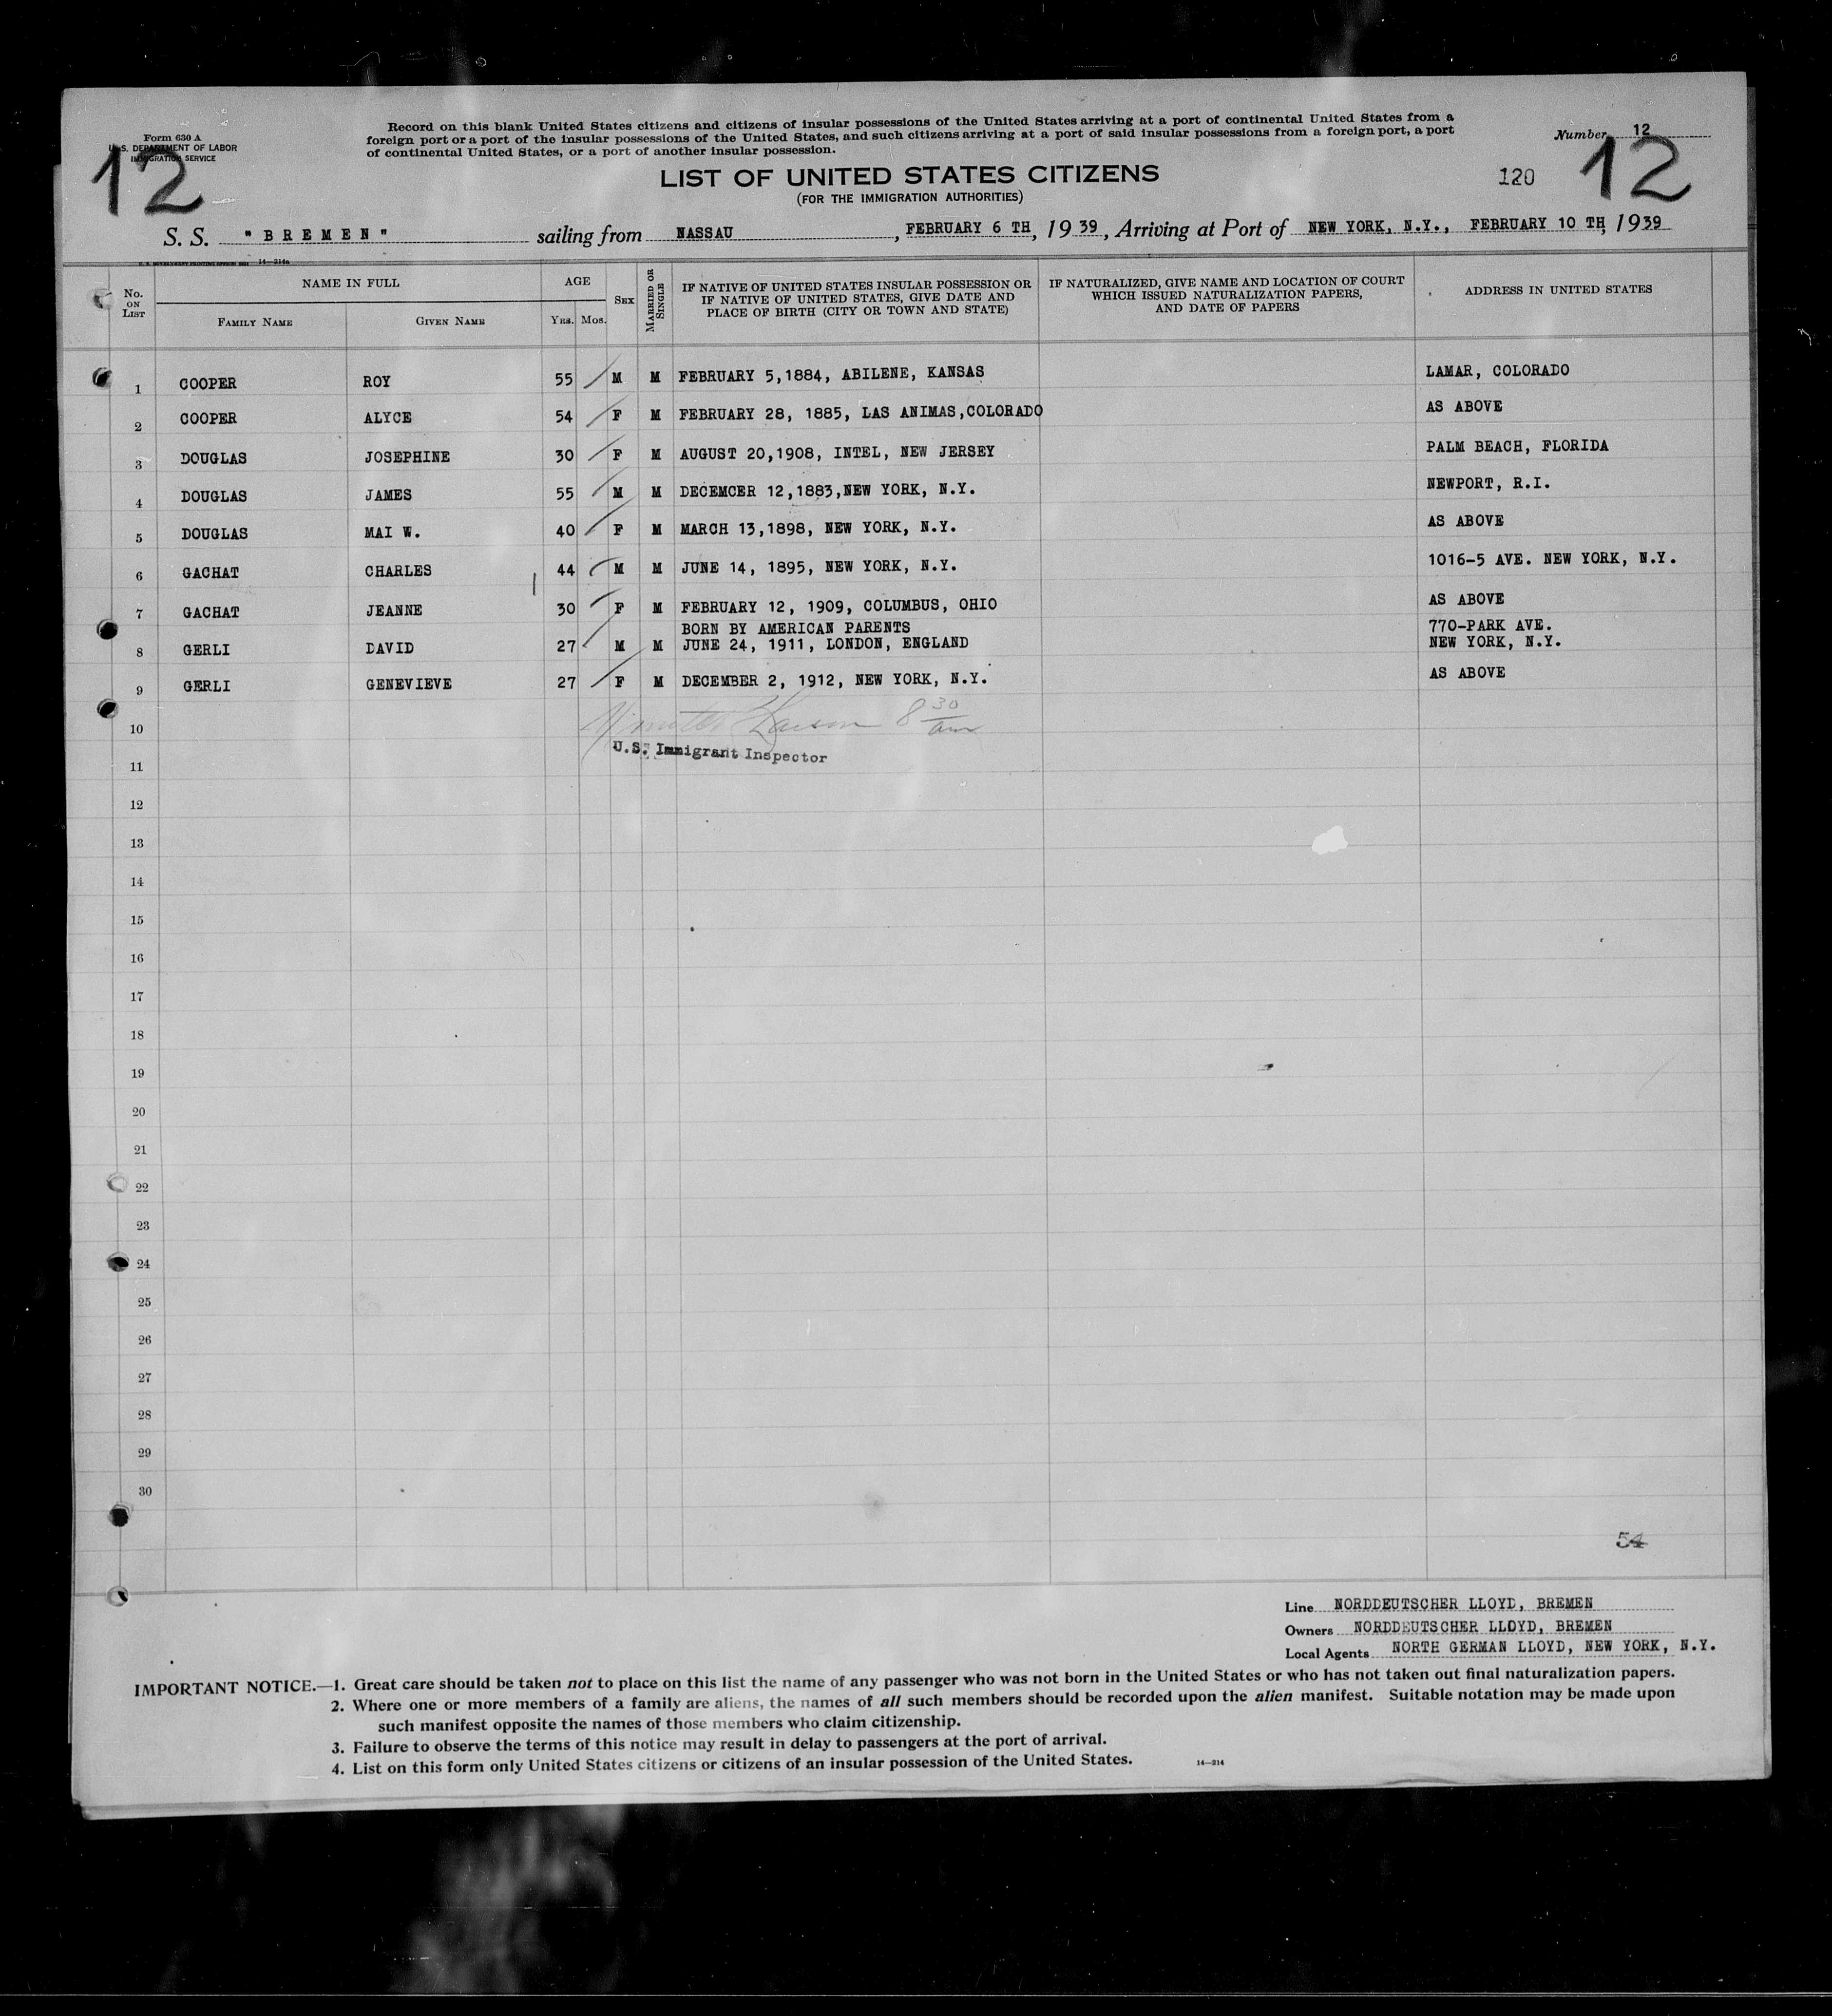 Form 630 A
U. S. DEPARTMENT OF LABOR
IMMIGRATION SERVICE
12
Record on this blank United States citizens and citizens of insular possessions of the United States arriving at a port of continental United States from a
foreign port or a port of the insular possessions of the United States, and such citizens arriving at a port of said insular possessions from a foreign port, a port
of continental United States, or a port of another insular possession.
Number 12
12
LIST OF UNITED STATES CITIZENS
120
(FOR THE IMMIGRATION AUTHORITIES)
S. S. "BREMEN" sailing from NASSAU, FEBRUARY 6 TH, 1939, Arriving at Port of NEW YORK, N.Y., FEBRUARY 10 TH, 1939
14—214a
No. ON LIST
NAME IN FULL
FAMILY NAME
GIVEN NAME
AGE
YRS. MOS.
SEX
MARRIED OR SINGLE
IF NATIVE OF UNITED STATES INSULAR POSSESSION OR
IF NATIVE OF UNITED STATES, GIVE DATE AND
PLACE OF BIRTH (CITY OR TOWN AND STATE)
IF NATURALIZED, GIVE NAME AND LOCATION OF COURT
WHICH ISSUED NATURALIZATION PAPERS,
AND DATE OF PAPERS
ADDRESS IN UNITED STATES
1 COOPER ROY 55 M M FEBRUARY 5,1884, ABILENE, KANSAS LAMAR, COLORADO
2 COOPER ALYCE 54 F M FEBRUARY 28, 1885, LAS ANIMAS,COLORADO AS ABOVE
3 DOUGLAS JOSEPHINE 30 F M AUGUST 20,1908, INTEL, NEW JERSEY PALM BEACH, FLORIDA
4 DOUGLAS JAMES 55 M M DECEMCER 12,1883,NEW YORK, N.Y. NEWPORT, R.I.
5 DOUGLAS MAI W. 40 F M MARCH 13,1898, NEW YORK, N.Y. AS ABOVE
6 GACHAT CHARLES 44 M M JUNE 14, 1895, NEW YORK, N.Y. 1016-5 AVE. NEW YORK, N.Y.
7 GACHAT JEANNE 30 F M FEBRUARY 12, 1909, COLUMBUS, OHIO AS ABOVE
BORN BY AMERICAN PARENTS 770-PARK AVE.
8 GERLI DAVID 27 M M JUNE 24, 1911, LONDON, ENGLAND NEW YORK, N.Y.
9 GERLI GENEVIEVE 27 F M DECEMBER 2, 1912, NEW YORK, N.Y. AS ABOVE
8 30 am
10
U.S. Immigrant Inspector
11
12
13
14
15
16
17
18
19
20
21
22
23
24
25
26
27
28
29
30
54
Line NORDDEUTSCHER LLOYD, BREMEN
Owners NORDDEUTSCHER LLOYD, BREMEN
Local Agents NORTH GERMAN LLOYD, NEW YORK, N.Y.
IMPORTANT NOTICE.—1. Great care should be taken not to place on this list the name of any passenger who was not born in the United States or who has not taken out final naturalization papers.
2. Where one or more members of a family are aliens, the names of all such members should be recorded upon the alien manifest. Suitable notation may be made upon
such manifest opposite the names of those members who claim citizenship.
3. Failure to observe the terms of this notice may result in delay to passengers at the port of arrival.
4. List on this form only United States citizens or citizens of an insular possession of the United States.
14—214